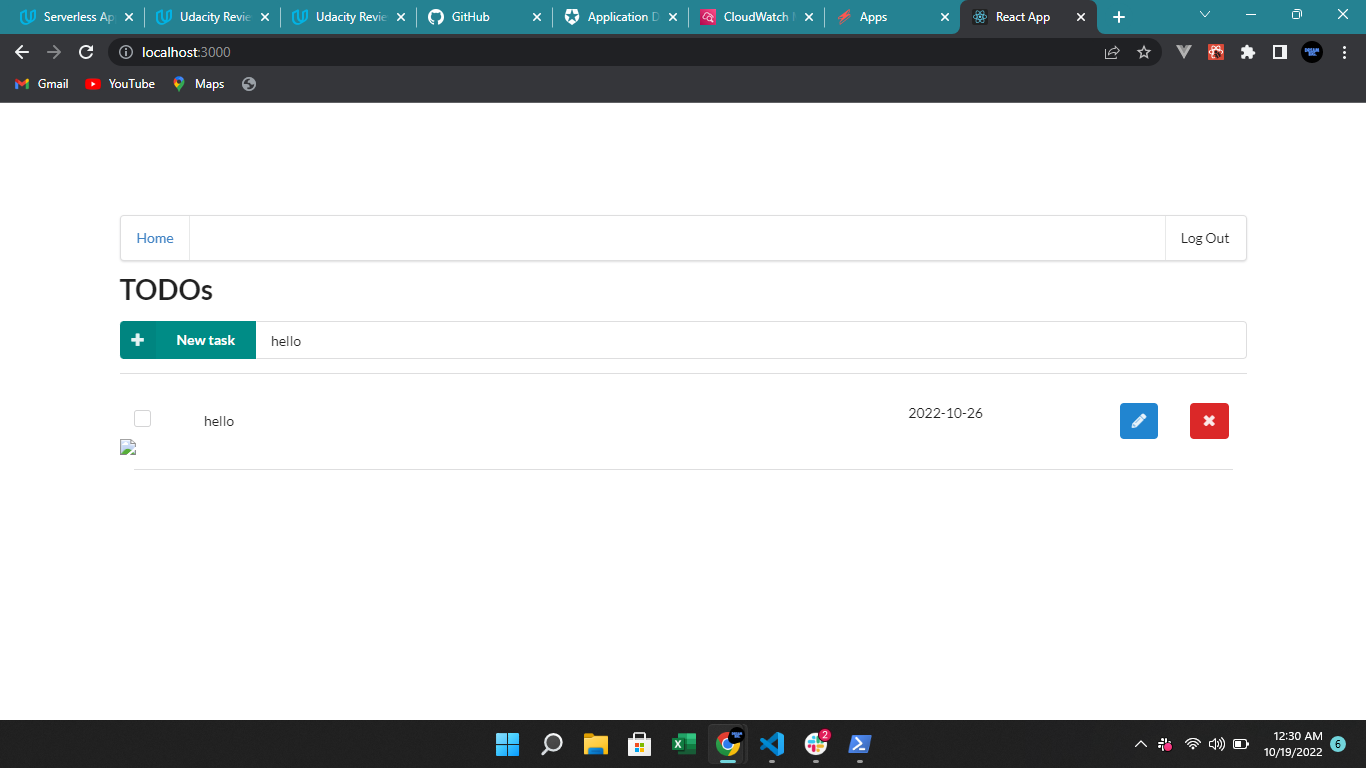 Serverless Ap
Udacity Revie
Udacity Revie
GitHub
Application D
CloudWatch
Apps
React App
localhost:3000
Gmail
YouTube
Maps
Home
Log Out
TODOs
New task
hello
hello
2022-10-26
2
12:30 AM
10/19/2022
6